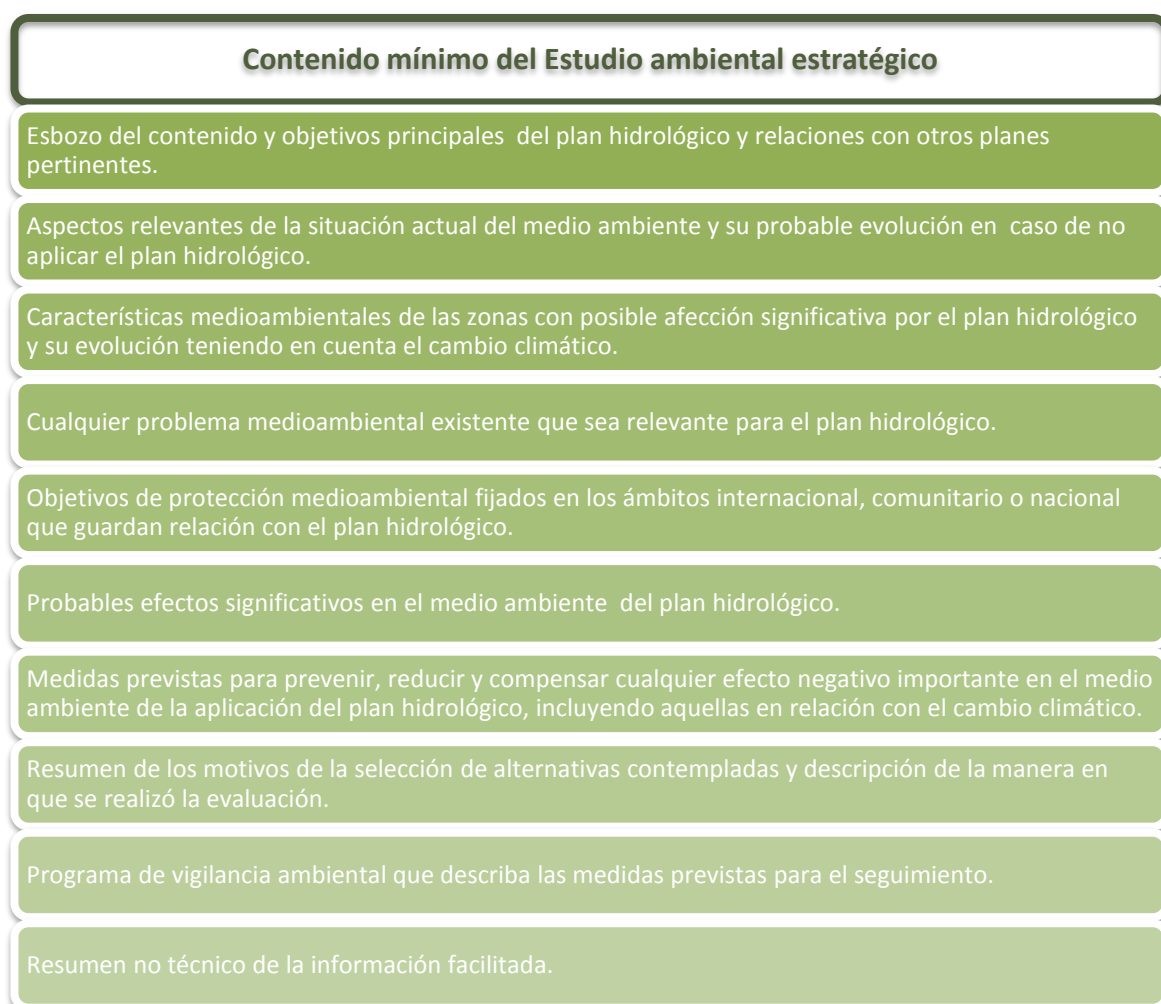 Contenido mínimo del Estudio ambiental estratégico
Esbozo del contenido y objetivos principales del plan hidrológico y relaciones con otros planes
pertinentes.
Aspectos relevantes de la situación actual del medio ambiente y su probable evolución en caso de no
aplicar el plan hidrológico.
Características medioambientales de las zonas con posible afección significativa por el plan hidrológico
y su evolución teniendo en cuenta el cambio climático.
Cualquier problema medioambiental existente que sea relevante para el plan hidrológico.
Objetivos de protección medioambiental fijados en los ámbitos internacional, comunitario o nacional
que guardan relación con el plan hidrológico.
Probables efectos significativos en el medio ambiente del plan hidrológico.
Medidas previstas para prevenir, reducir y compensar cualquier efecto negativo importante en el medio
ambiente de la aplicación del plan hidrológico, incluyendo aquellas en relación con el cambio climático.
Resumen de los motivos de la selección de alternativas contempladas y descripción de la manera en
que se realizó la evaluación.
Programa de vigilancia ambiental que describa las medidas previstas para el seguimiento.
Resumen no técnico de la información facilitada.